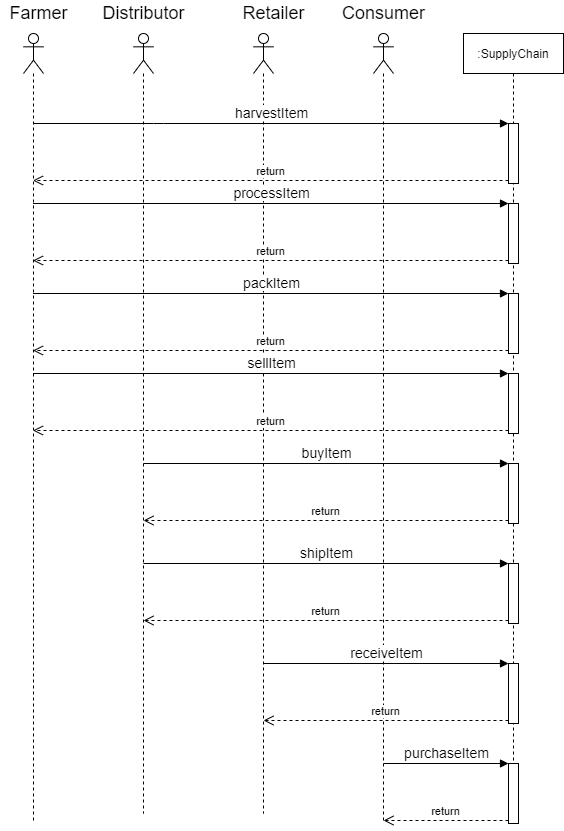 Farmer Distributor Retailer Consumer
:SupplyChain
harvestItem
return
processItem
return
packItem
return
sellItem
return
buyItem
return
shipItem
return
receiveItem
return
purchaseItem
return